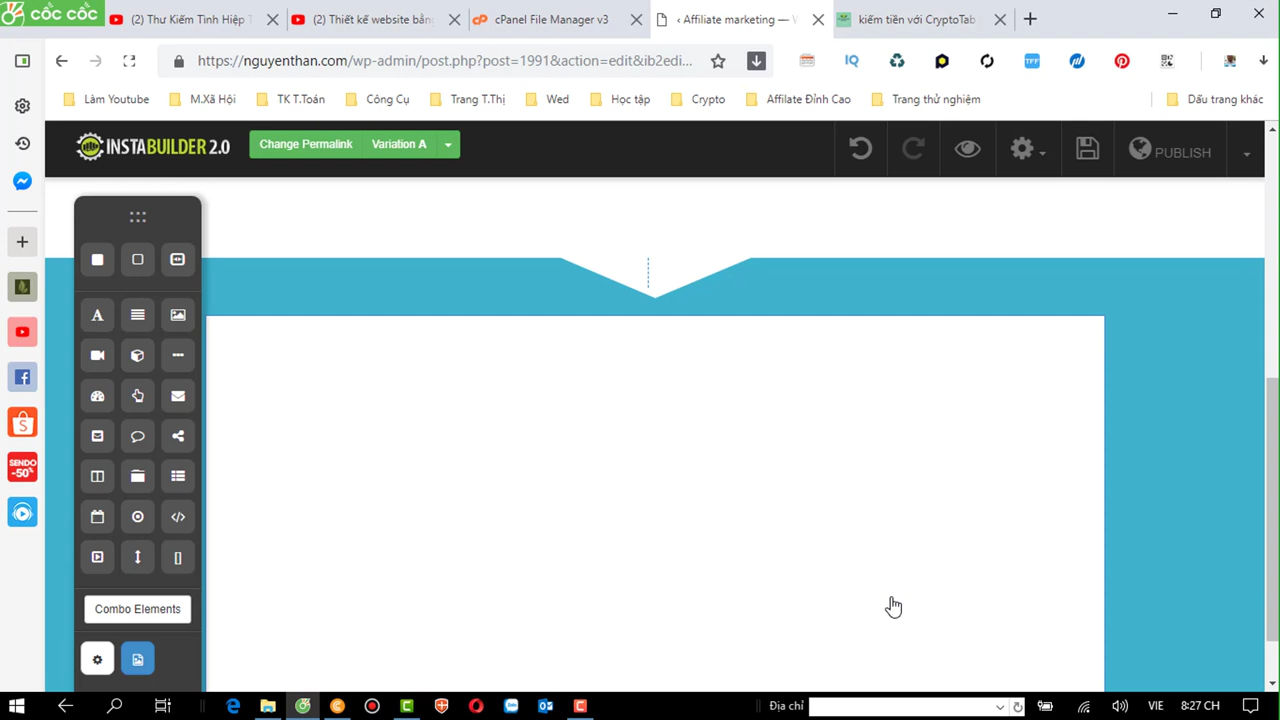 CỐC CỐC
(2) Thư Kiếm Tình Hiệp T
(2) Thiết kế website bằng
cPanel File Manager v3
‹ Affiliate marketing — W
kiếm tiền với CryptoTab
https://nguyenthan.com/wp-admin/post.php?post=1991&action=edit&ib2edi...
IQ
TFF
Làm Youtube
M.Xã Hội
TK T.Toán
Công Cụ
Trang T.Thị
Wed
Học tập
Crypto
Affilate Đỉnh Cao
Trang thử nghiệm
Dấu trang khác
INSTABUILDER 2.0
Change Permalink
Variation A
PUBLISH
SENDO
-50%
Combo Elements
Địa chỉ
VIE
8:27 CH